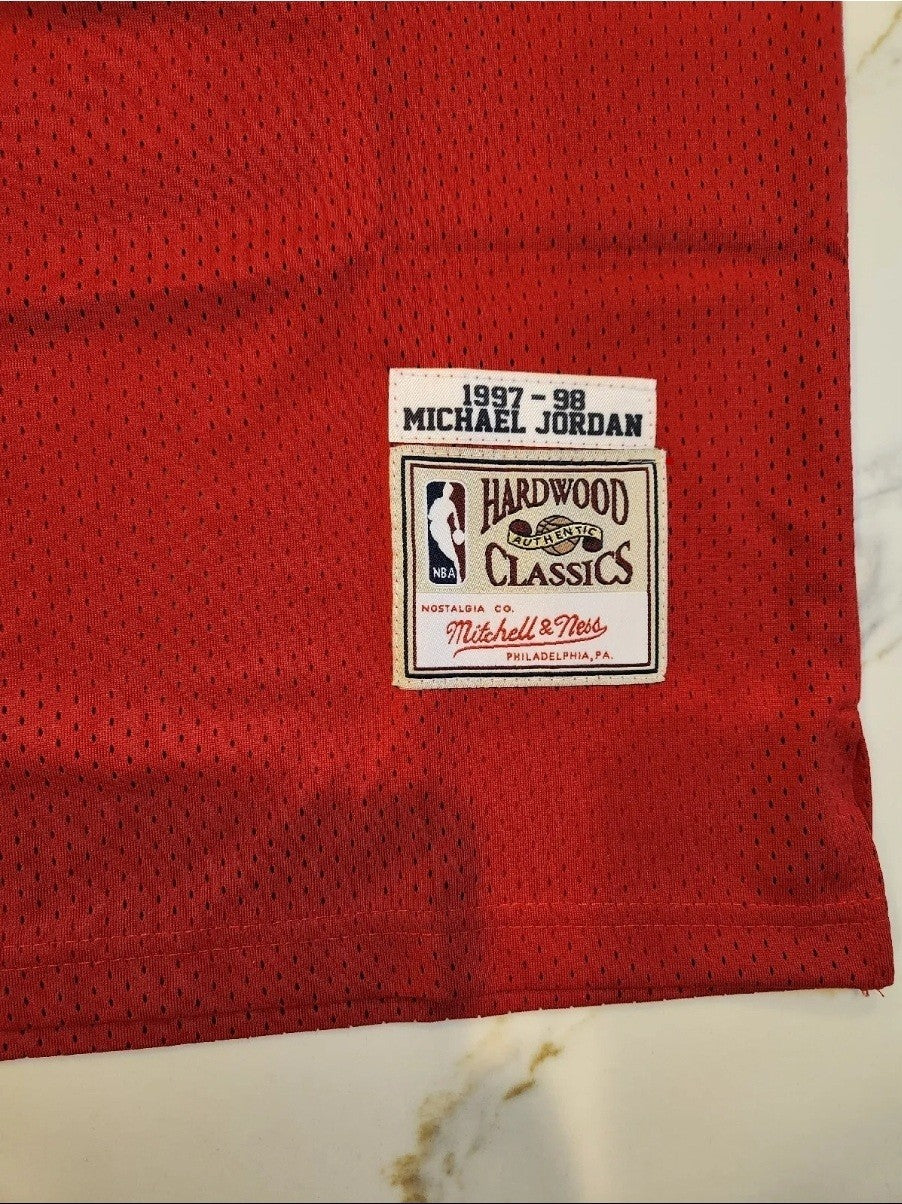 1997 - 98
MICHAEL JORDAN
HARDWOOD
AUTHENTIC
CLASSICS
NBA
NOSTALGIA CO.
Mitchell & Ness
PHILADELPHIA, PA.